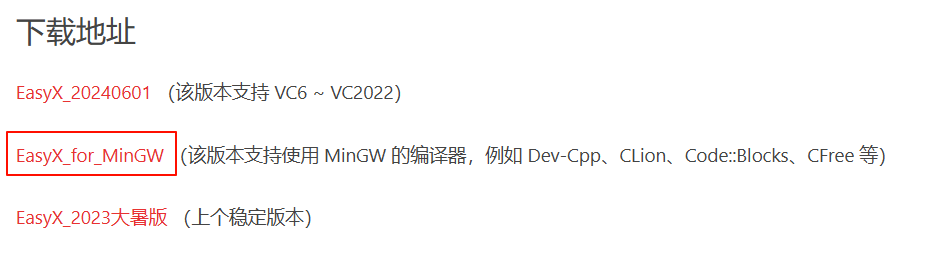 下载地址
EasyX_20240601 (该版本支持 VC6 ~ VC2022)
EasyX_for_MinGW (该版本支持使用 MinGW 的编译器，例如 Dev-Cpp、CLion、Code::Blocks、CFree 等)
EasyX_2023大暑版 (上个稳定版本)